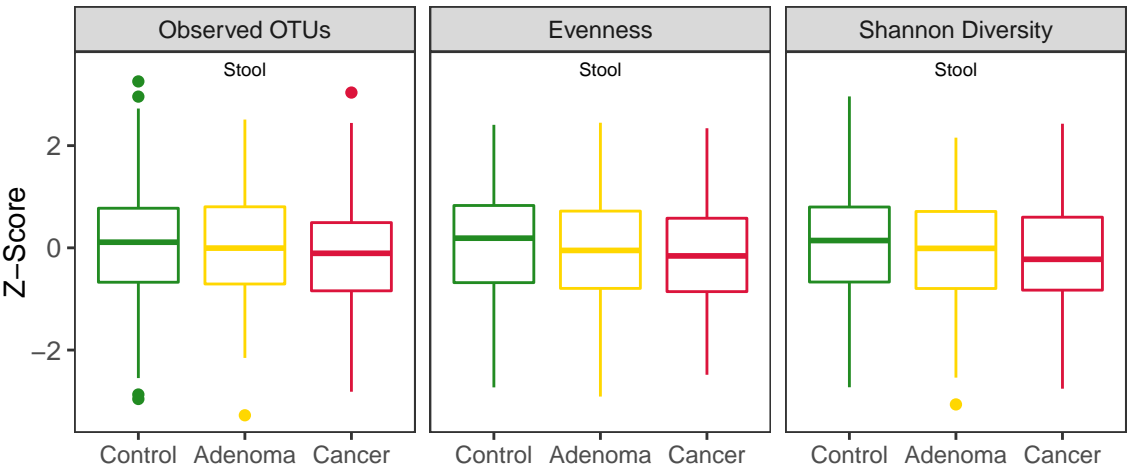 Observed OTUs Evenness Shannon Diversity
Stool Stool Stool
Z−Score
2
0
−2
Control Adenoma Cancer Control Adenoma Cancer Control Adenoma Cancer